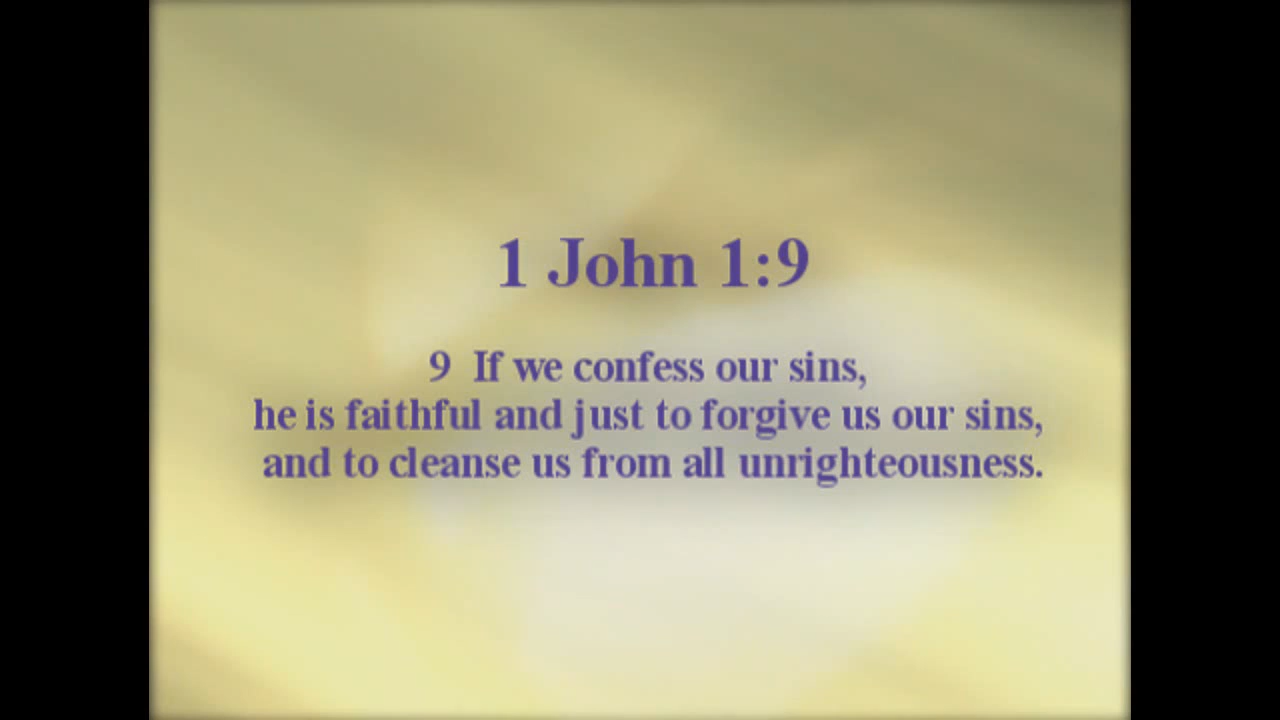 1 John 1:9
9 If we confess our sins,
he is faithful and just to forgive us our sins,
and to cleanse us from all unrighteousness.